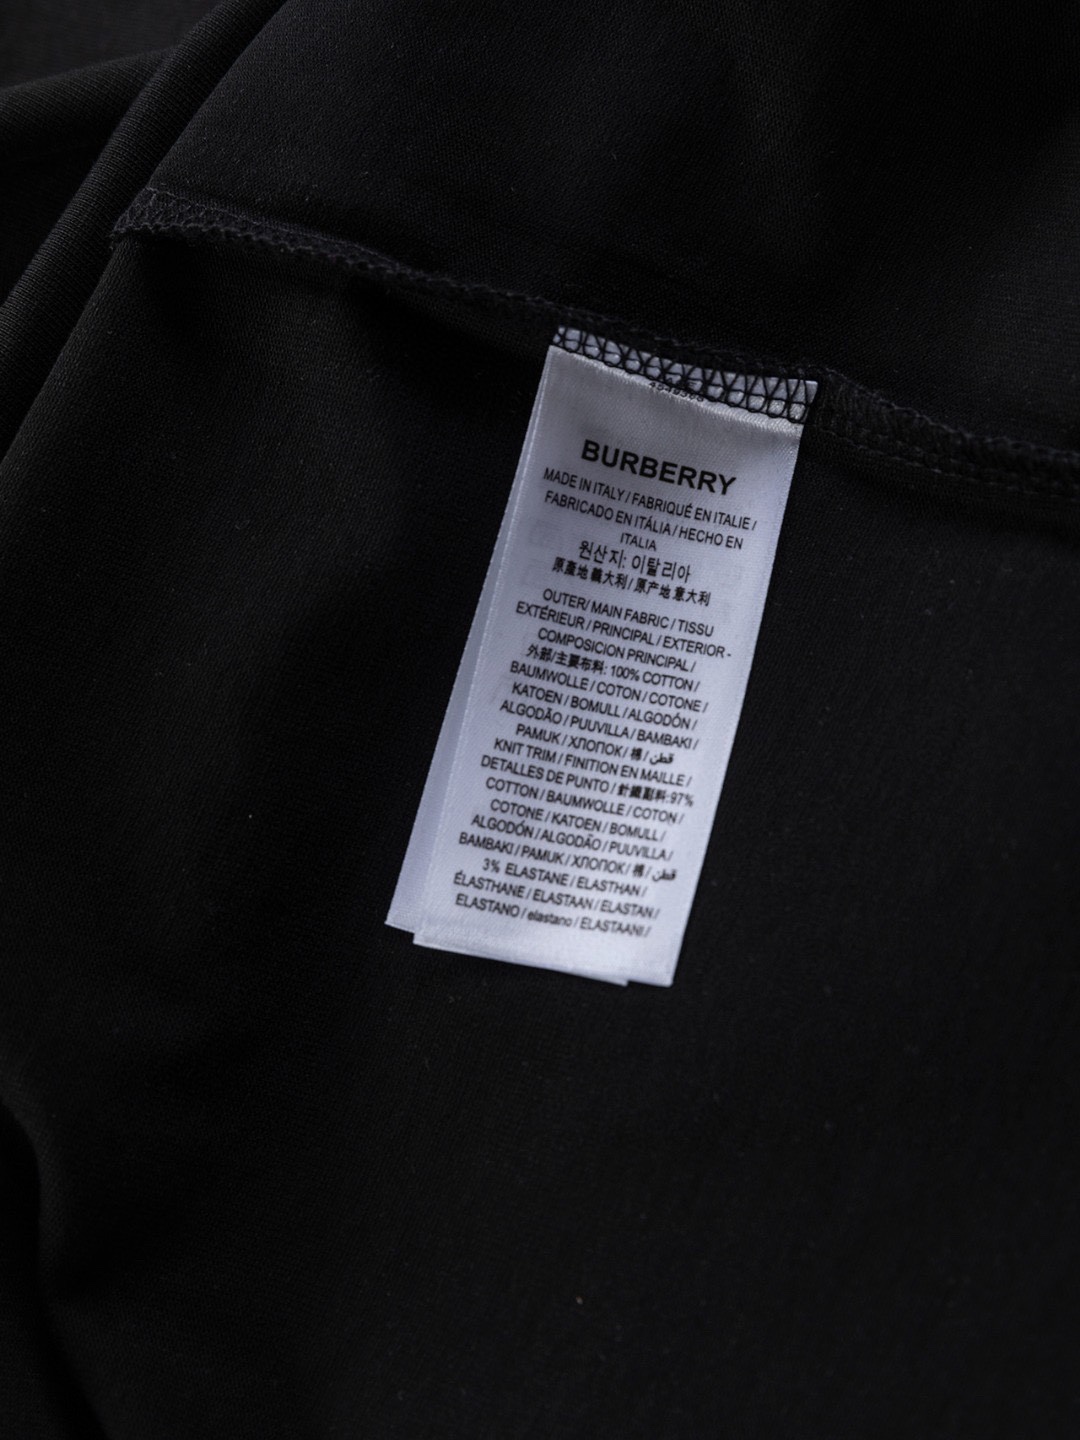 BURBERRY
MADE IN ITALY / FABRIQUÉ EN ITALIE /
FABRICADO EN ITÁLIA / HECHO EN
ITALIA
원산지: 이탈리아
原產地 義大利 / 原产地 意大利
OUTER/ MAIN FABRIC / TISSU
EXTÉRIEUR / PRINCIPAL / EXTERIOR -
COMPOSICION PRINCIPAL /
外部/主要布料: 100% COTTON /
BAUMWOLLE / COTON / COTONE /
KATOEN / BOMULL / ALGODÓN /
ALGODÃO / PUUVILLA / BAMBAKI /
PAMUK / ХЛОПОК / 棉 / قطن /
KNIT TRIM / FINITION EN MAILLE /
DETALLES DE PUNTO / 針織副料:97%
COTTON / BAUMWOLLE / COTON /
COTONE / KATOEN / BOMULL /
ALGODÓN / ALGODÃO / PUUVILLA /
BAMBAKI / PAMUK / ХЛОПОК / 棉 / قطن
3% ELASTANE / ELASTHAN /
ÉLASTHANE / ELASTAAN / ELASTAN /
ELASTANO / elastano / ELASTAANI /